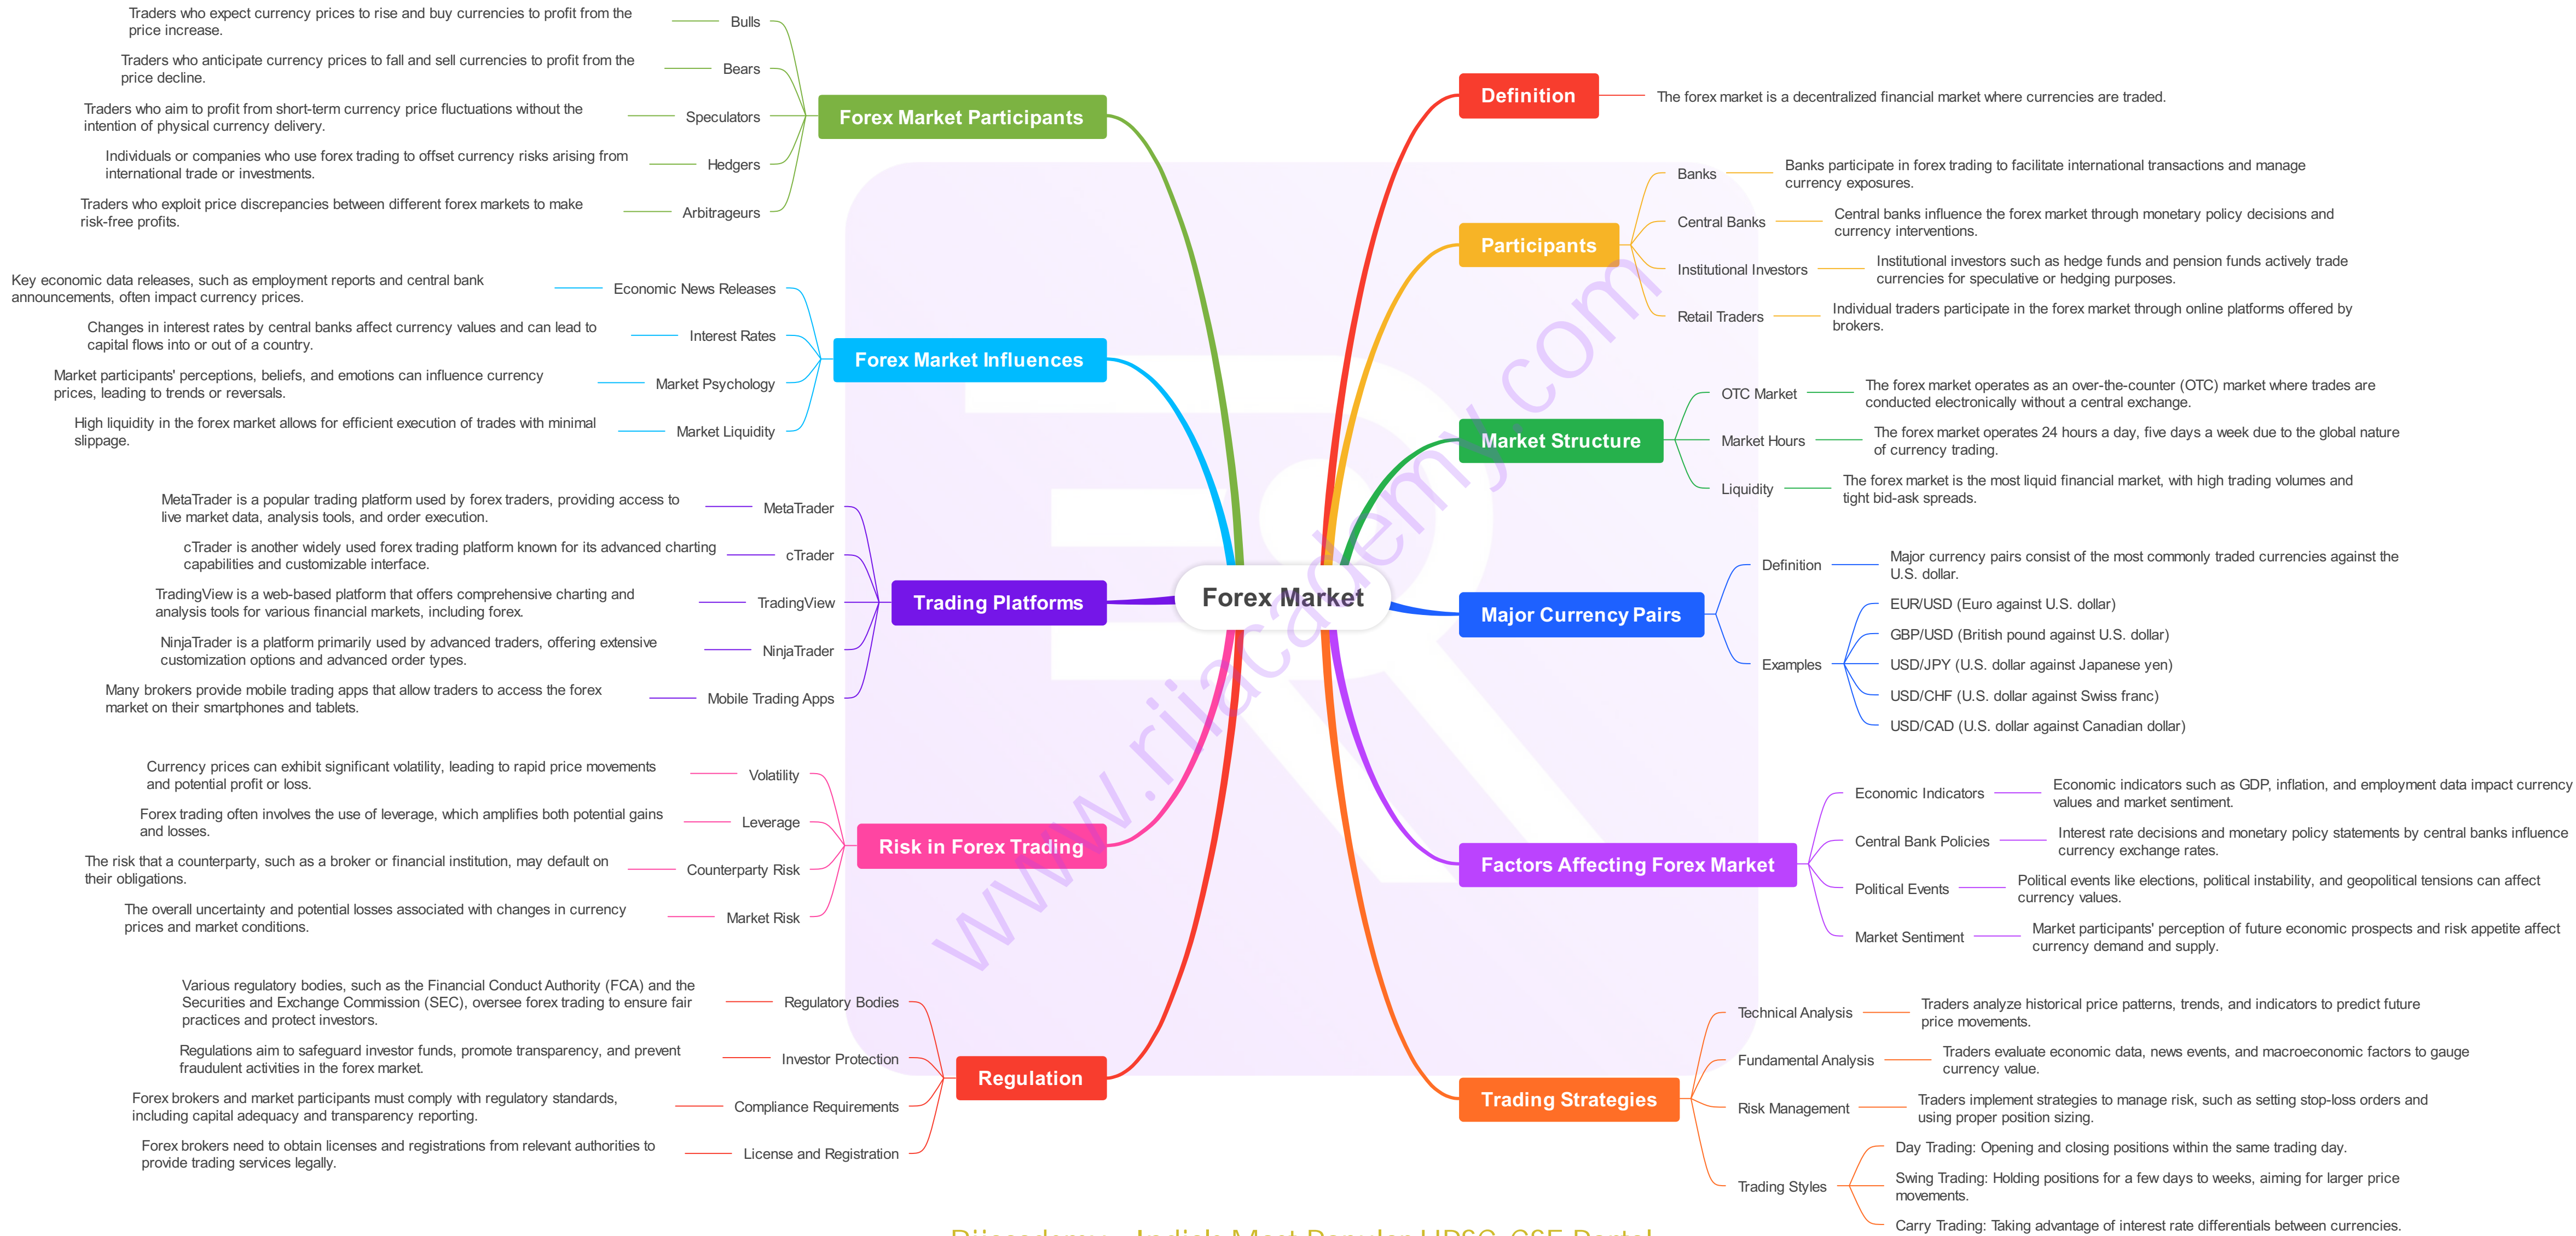 Forex Market
Forex Market Participants
Bulls
Traders who expect currency prices to rise and buy currencies to profit from the
price increase.
Bears
Traders who anticipate currency prices to fall and sell currencies to profit from the
price decline.
Speculators
Traders who aim to profit from short-term currency price fluctuations without the
intention of physical currency delivery.
Hedgers
Individuals or companies who use forex trading to offset currency risks arising from
international trade or investments.
Arbitrageurs
Traders who exploit price discrepancies between different forex markets to make
risk-free profits.
Forex Market Influences
Economic News Releases
Key economic data releases, such as employment reports and central bank
announcements, often impact currency prices.
Interest Rates
Changes in interest rates by central banks affect currency values and can lead to
capital flows into or out of a country.
Market Psychology
Market participants' perceptions, beliefs, and emotions can influence currency
prices, leading to trends or reversals.
Market Liquidity
High liquidity in the forex market allows for efficient execution of trades with minimal
slippage.
Trading Platforms
MetaTrader
MetaTrader is a popular trading platform used by forex traders, providing access to
live market data, analysis tools, and order execution.
cTrader
cTrader is another widely used forex trading platform known for its advanced charting
capabilities and customizable interface.
TradingView
TradingView is a web-based platform that offers comprehensive charting and
analysis tools for various financial markets, including forex.
NinjaTrader
NinjaTrader is a platform primarily used by advanced traders, offering extensive
customization options and advanced order types.
Mobile Trading Apps
Many brokers provide mobile trading apps that allow traders to access the forex
market on their smartphones and tablets.
Risk in Forex Trading
Volatility
Currency prices can exhibit significant volatility, leading to rapid price movements
and potential profit or loss.
Leverage
Forex trading often involves the use of leverage, which amplifies both potential gains
and losses.
Counterparty Risk
The risk that a counterparty, such as a broker or financial institution, may default on
their obligations.
Market Risk
The overall uncertainty and potential losses associated with changes in currency
prices and market conditions.
Regulation
Regulatory Bodies
Various regulatory bodies, such as the Financial Conduct Authority (FCA) and the
Securities and Exchange Commission (SEC), oversee forex trading to ensure fair
practices and protect investors.
Investor Protection
Regulations aim to safeguard investor funds, promote transparency, and prevent
fraudulent activities in the forex market.
Compliance Requirements
Forex brokers and market participants must comply with regulatory standards,
including capital adequacy and transparency reporting.
License and Registration
Forex brokers need to obtain licenses and registrations from relevant authorities to
provide trading services legally.
Definition
The forex market is a decentralized financial market where currencies are traded.
Participants
Banks
Banks participate in forex trading to facilitate international transactions and manage
currency exposures.
Central Banks
Central banks influence the forex market through monetary policy decisions and
currency interventions.
Institutional Investors
Institutional investors such as hedge funds and pension funds actively trade
currencies for speculative or hedging purposes.
Retail Traders
Individual traders participate in the forex market through online platforms offered by
brokers.
Market Structure
OTC Market
The forex market operates as an over-the-counter (OTC) market where trades are
conducted electronically without a central exchange.
Market Hours
The forex market operates 24 hours a day, five days a week due to the global nature
of currency trading.
Liquidity
The forex market is the most liquid financial market, with high trading volumes and
tight bid-ask spreads.
Major Currency Pairs
Definition
Major currency pairs consist of the most commonly traded currencies against the
U.S. dollar.
Examples
EUR/USD (Euro against U.S. dollar)
GBP/USD (British pound against U.S. dollar)
USD/JPY (U.S. dollar against Japanese yen)
USD/CHF (U.S. dollar against Swiss franc)
USD/CAD (U.S. dollar against Canadian dollar)
Factors Affecting Forex Market
Economic Indicators
Economic indicators such as GDP, inflation, and employment data impact currency
values and market sentiment.
Central Bank Policies
Interest rate decisions and monetary policy statements by central banks influence
currency exchange rates.
Political Events
Political events like elections, political instability, and geopolitical tensions can affect
currency values.
Market Sentiment
Market participants' perception of future economic prospects and risk appetite affect
currency demand and supply.
Trading Strategies
Technical Analysis
Traders analyze historical price patterns, trends, and indicators to predict future
price movements.
Fundamental Analysis
Traders evaluate economic data, news events, and macroeconomic factors to gauge
currency value.
Risk Management
Traders implement strategies to manage risk, such as setting stop-loss orders and
using proper position sizing.
Trading Styles
Day Trading: Opening and closing positions within the same trading day.
Swing Trading: Holding positions for a few days to weeks, aiming for larger price
movements.
Carry Trading: Taking advantage of interest rate differentials between currencies.
www.rijacademy.com